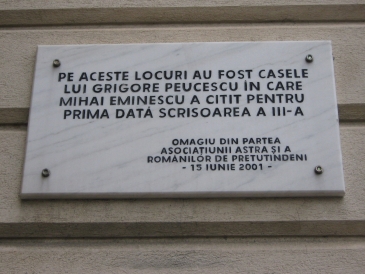 PE ACESTE LOCURI AU FOST CASELE
LUI GRIGORE PEUCESCU ÎN CARE
MIHAI EMINESCU A CITIT PENTRU
PRIMA DATĂ SCRISOAREA A III-A
OMAGIU DIN PARTEA
ASOCIAȚIUNII ASTRA ȘI A
ROMÂNILOR DE PRETUTINDENI
- 15 IUNIE 2001 -